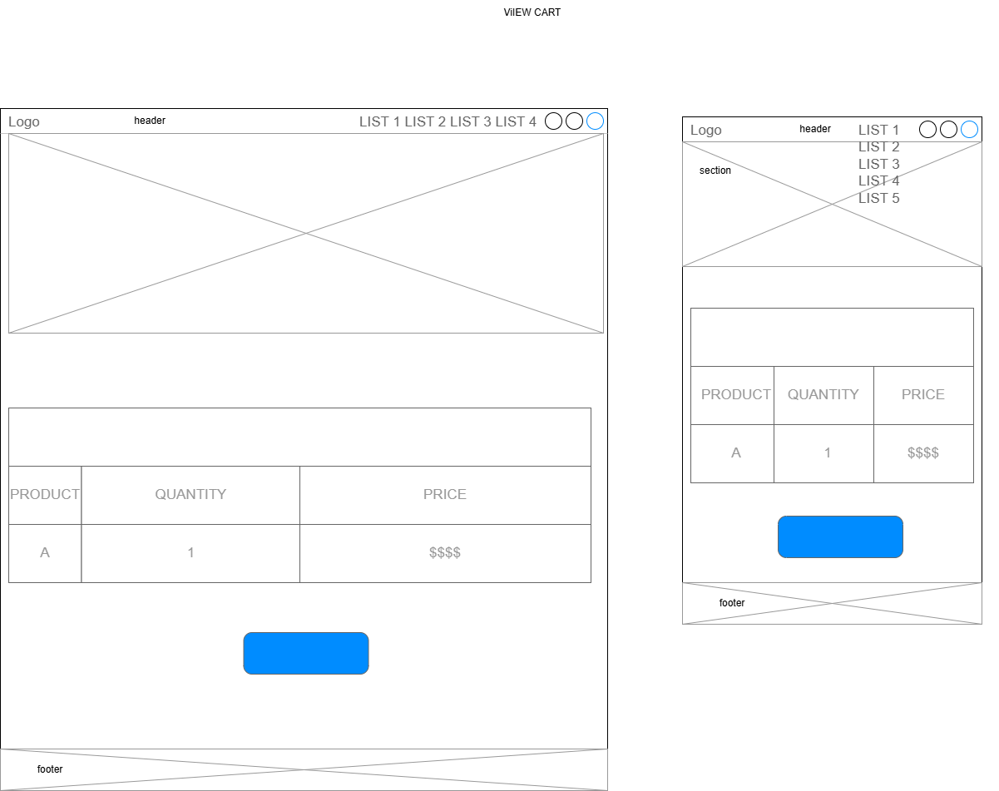 ViIEW CART
Logo header LIST 1 LIST 2 LIST 3 LIST 4
PRODUCT QUANTITY PRICE
A 1 $$$$
footer
Logo header LIST 1
LIST 2
section LIST 3
LIST 4
LIST 5
PRODUCT QUANTITY PRICE
A 1 $$$$
footer